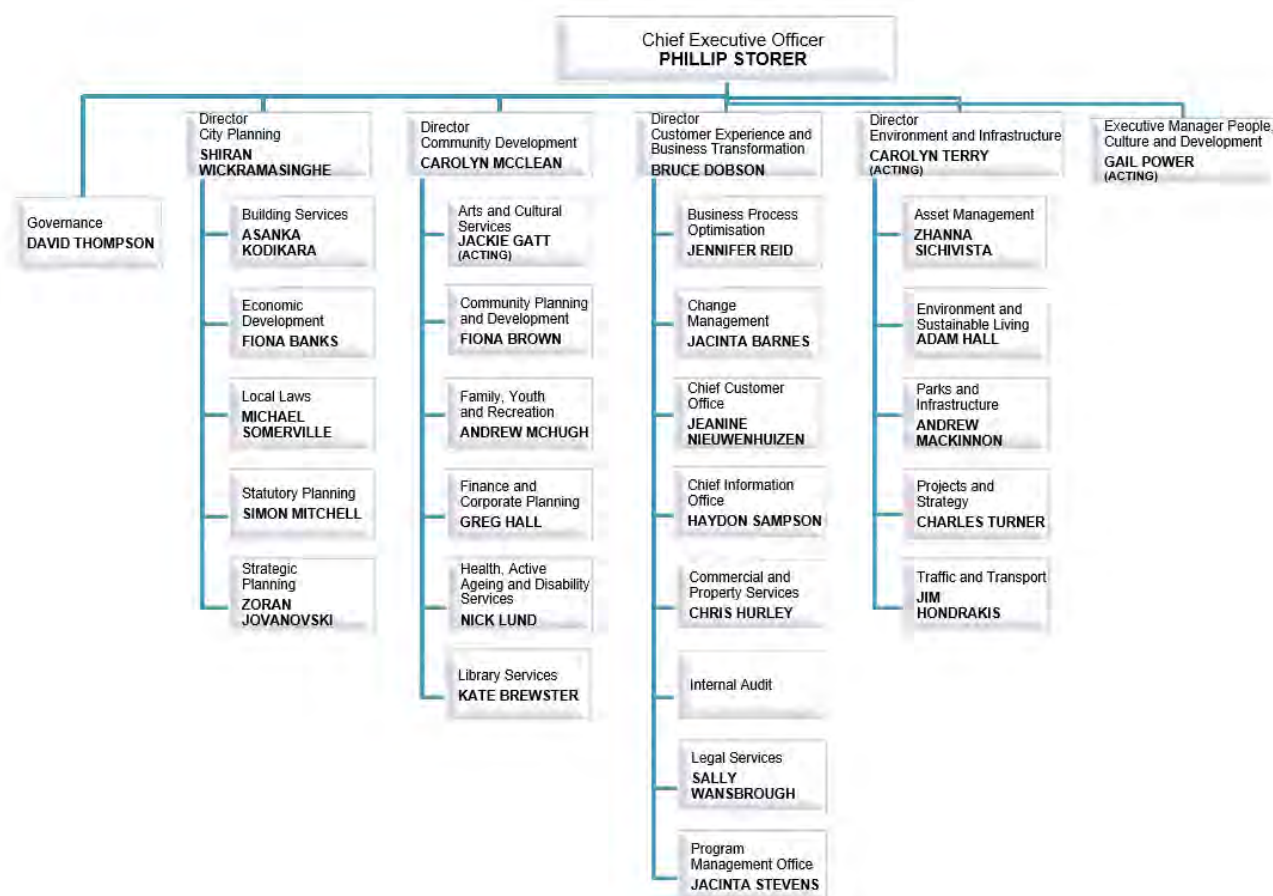 Chief Executive Officer
PHILLIP STORER
Governance
DAVID THOMPSON
Director
City Planning
SHIRAN
WICKRAMASINGHE
Building Services
ASANKA
KODIKARA
Economic
Development
FIONA BANKS
Local Laws
MICHAEL
SOMERVILLE
Statutory Planning
SIMON MITCHELL
Strategic
Planning
ZORAN
JOVANOVSKI
Director
Community Development
CAROLYN MCCLEAN
Arts and Cultural
Services
JACKIE GATT
(ACTING)
Community Planning
and Development
FIONA BROWN
Family, Youth
and Recreation
ANDREW MCHUGH
Finance and
Corporate Planning
GREG HALL
Health, Active
Ageing and Disability
Services
NICK LUND
Library Services
KATE BREWSTER
Director
Customer Experience and
Business Transformation
BRUCE DOBSON
Business Process
Optimisation
JENNIFER REID
Change
Management
JACINTA BARNES
Chief Customer
Office
JEANINE
NIEUWENHUIZEN
Chief Information
Office
HAYDON SAMPSON
Commercial and
Property Services
CHRIS HURLEY
Internal Audit
Legal Services
SALLY
WANSBROUGH
Program
Management Office
JACINTA STEVENS
Director
Environment and Infrastructure
CAROLYN TERRY
(ACTING)
Asset Management
ZHANNA
SICHIVISTA
Environment and
Sustainable Living
ADAM HALL
Parks and
Infrastructure
ANDREW
MACKINNON
Projects and
Strategy
CHARLES TURNER
Traffic and Transport
JIM
HONDRAKIS
Executive Manager People,
Culture and Development
GAIL POWER
(ACTING)